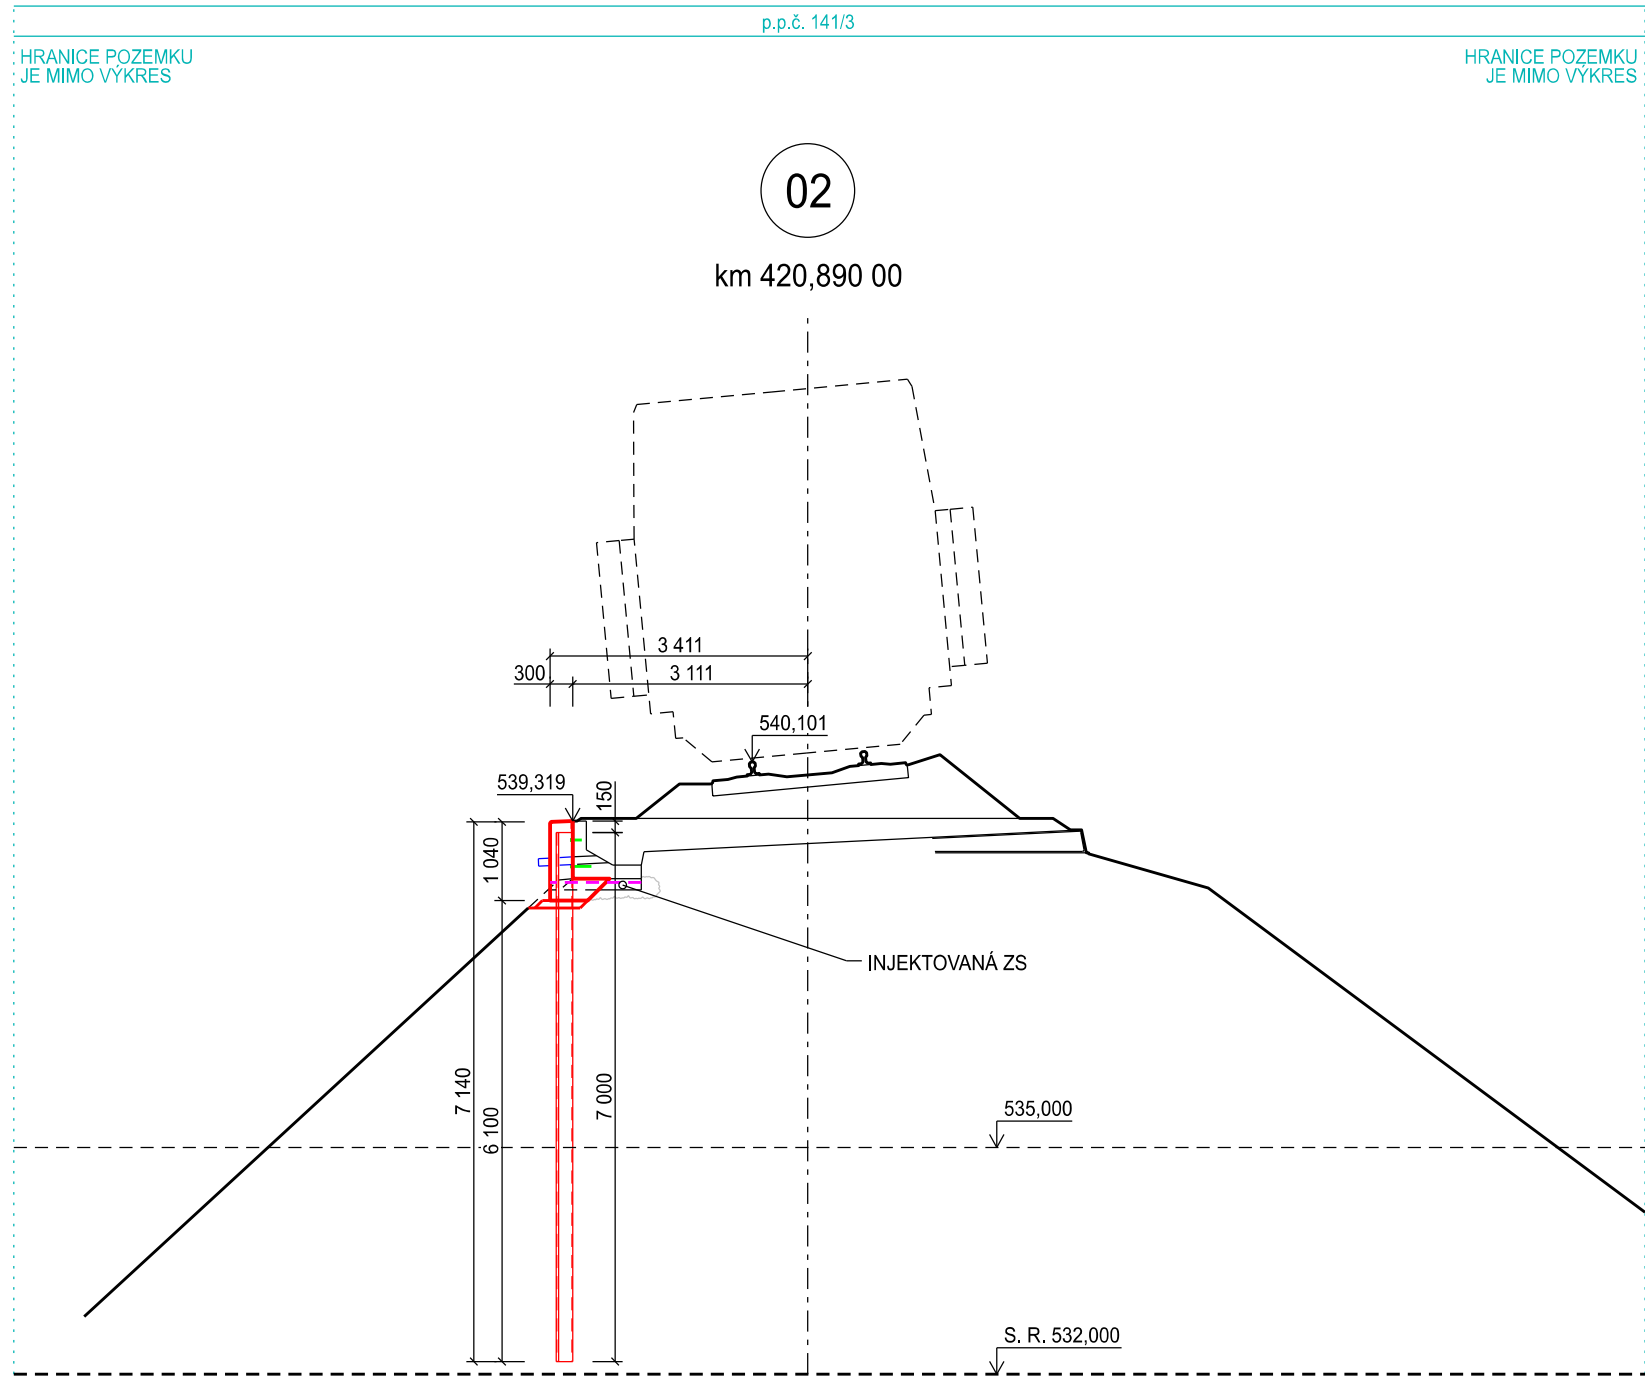 p.p.č. 141/3
HRANICE POZEMKU
JE MIMO VÝKRES
HRANICE POZEMKU
JE MIMO VÝKRES
02
km 420,890 00
3 411
300
3 111
540,101
539,319
150
1 040
INJEKTOVANÁ ZS
7 140
6 100
7 000
535,000
S. R. 532,000